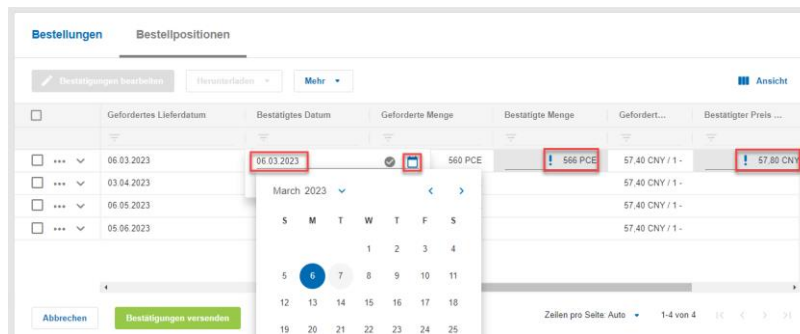 Bestellungen Bestellpositionen
Bestätigungen bearbeiten Herunterladen Mehr Ansicht
Gefordertes Lieferdatum Bestätigtes Datum Geforderte Menge Bestätigte Menge Gefordert... Bestätigter Preis ...
06.03.2023 06.03.2023 560 PCE ! 566 PCE 57,40 CNY / 1 - ! 57,80 CNY
03.04.2023 57,40 CNY / 1 -
06.05.2023 57,40 CNY / 1 -
05.06.2023 57,40 CNY / 1 -
March 2023
S M T W T F S
1 2 3 4
5 6 7 8 9 10 11
12 13 14 15 16 17 18
19 20 21 22 23 24 25
Abbrechen Bestätigungen versenden Zeilen pro Seite: Auto 1-4 von 4